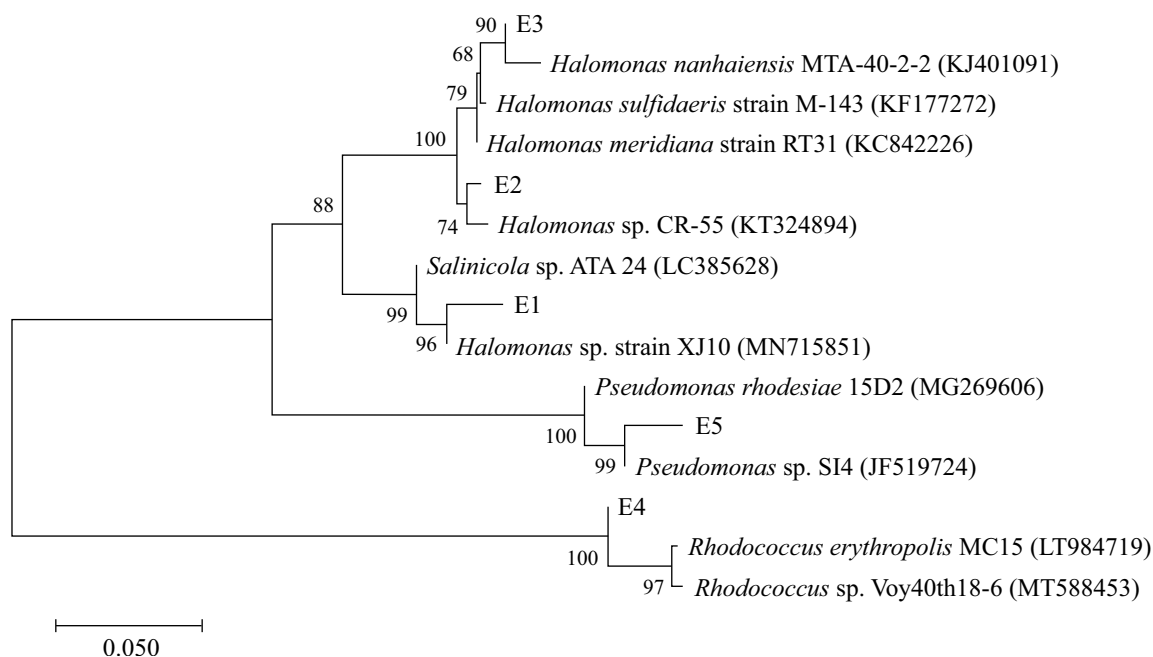 90 E3
68 Halomonas nanhaiensis MTA-40-2-2 (KJ401091)
79 Halomonas sulfidaeris strain M-143 (KF177272)
100 Halomonas meridiana strain RT31 (KC842226)
E2
88
74 Halomonas sp. CR-55 (KT324894)
Salinicola sp. ATA 24 (LC385628)
99 E1
96 Halomonas sp. strain XJ10 (MN715851)
Pseudomonas rhodesiae 15D2 (MG269606)
100 E5
99 Pseudomonas sp. SI4 (JF519724)
E4
100 Rhodococcus erythropolis MC15 (LT984719)
97 Rhodococcus sp. Voy40th18-6 (MT588453)
0.050